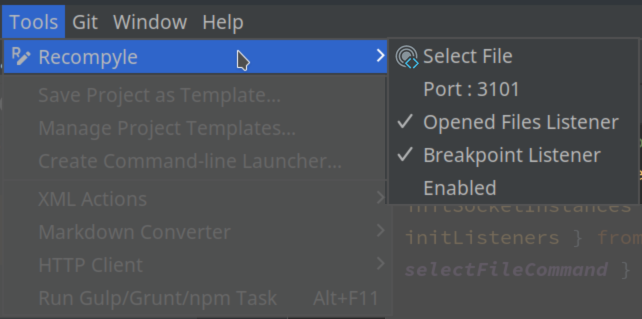 Tools Git Window Help
Recompyle
Save Project as Template...
Manage Project Templates...
Create Command-line Launcher...
XML Actions
Markdown Converter
HTTP Client
Run Gulp/Grunt/npm Task Alt+F11
Select File
Port : 3101
Opened Files Listener
Breakpoint Listener
Enabled
initSocketInstances
initListeners } from
selectFileCommand }